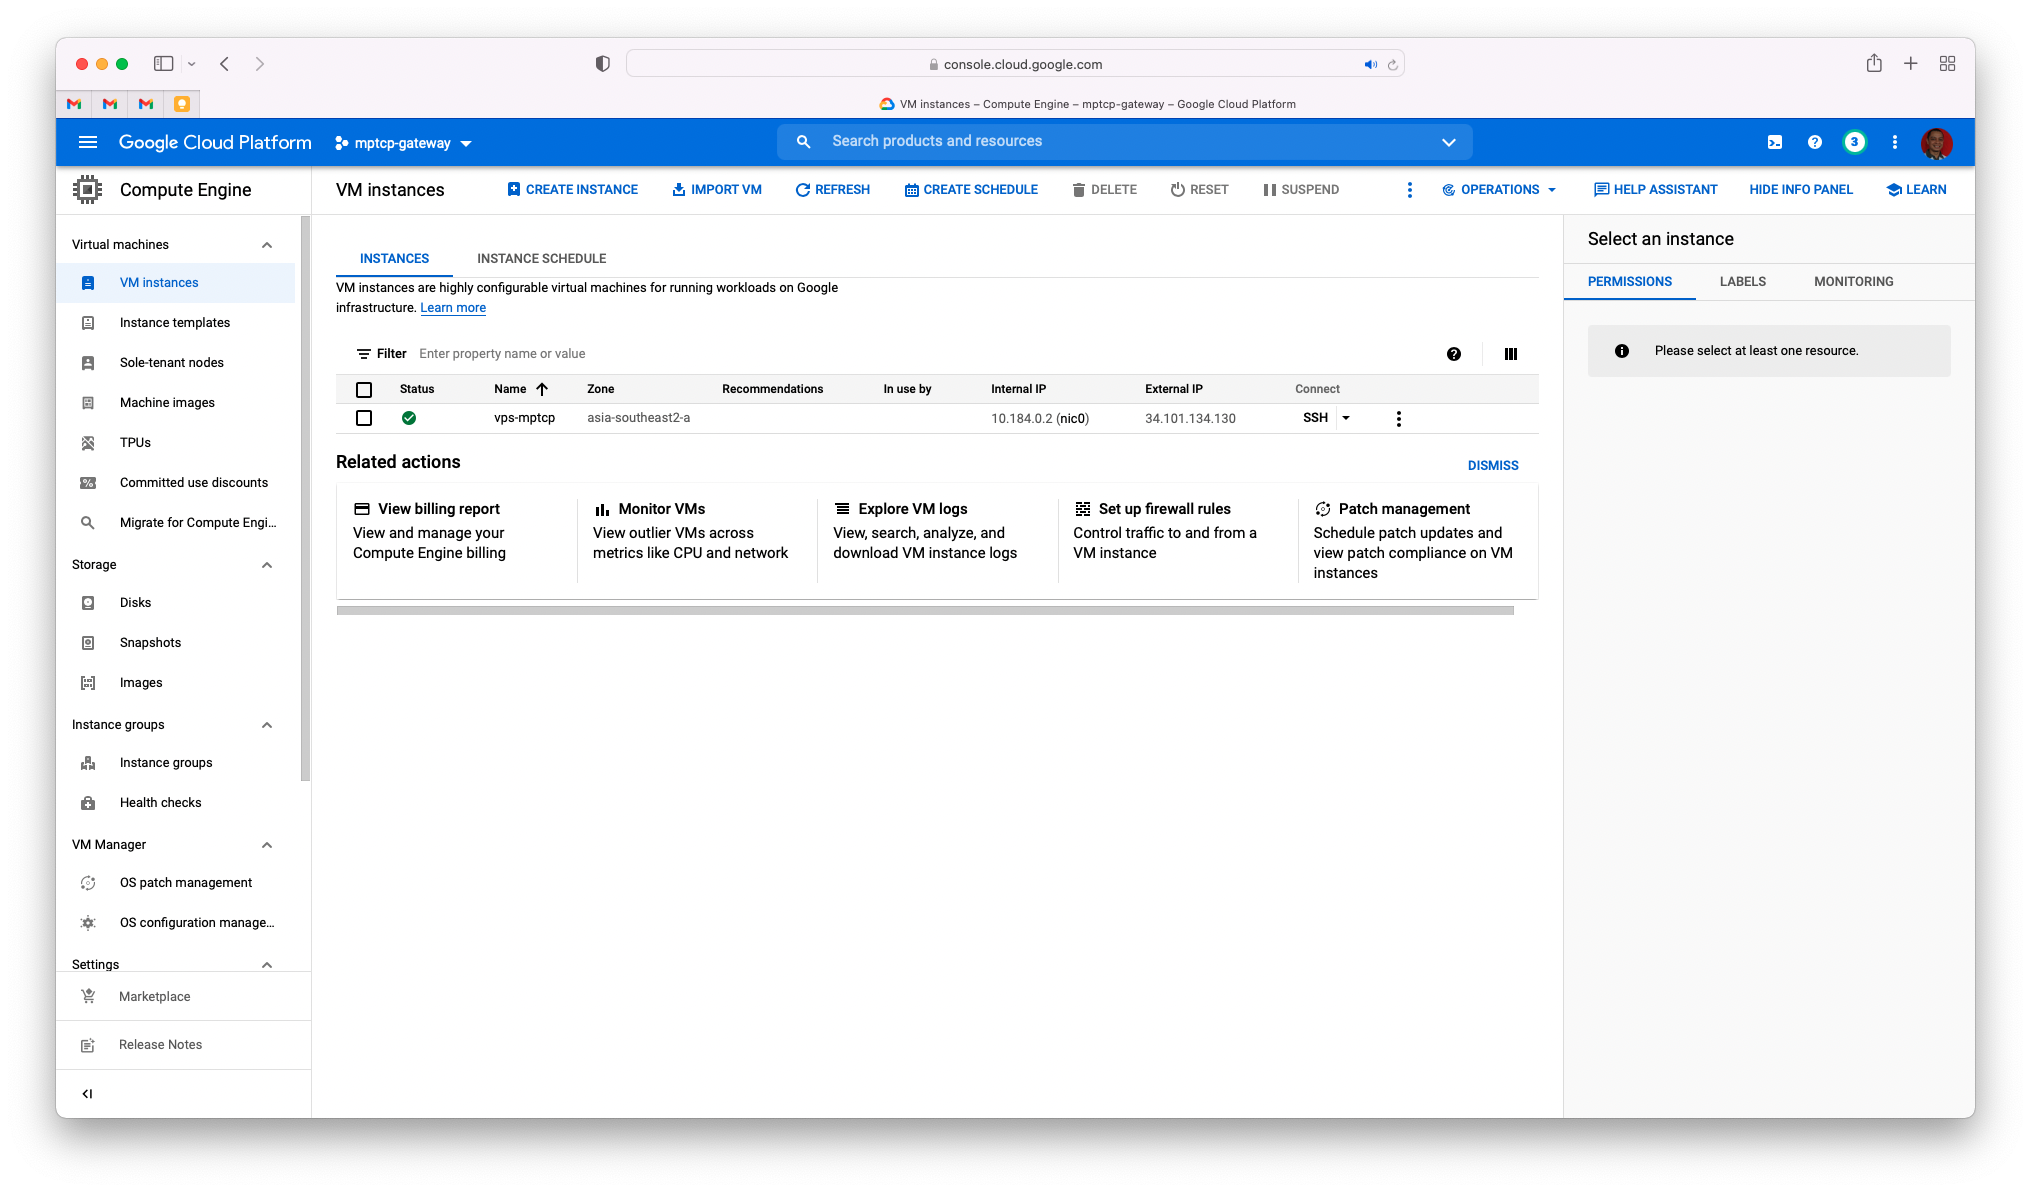 console.cloud.google.com
VM instances – Compute Engine – mptcp-gateway – Google Cloud Platform
Google Cloud Platform
mptcp-gateway
Search products and resources
3
Compute Engine
VM instances
CREATE INSTANCE
IMPORT VM
REFRESH
CREATE SCHEDULE
DELETE
RESET
SUSPEND
OPERATIONS
HELP ASSISTANT
HIDE INFO PANEL
LEARN
Virtual machines
VM instances
Instance templates
Sole-tenant nodes
Machine images
TPUs
Committed use discounts
Migrate for Compute Engi...
Storage
Disks
Snapshots
Images
Instance groups
Instance groups
Health checks
VM Manager
OS patch management
OS configuration manage...
Settings
Marketplace
Release Notes
INSTANCES
INSTANCE SCHEDULE
VM instances are highly configurable virtual machines for running workloads on Google
infrastructure. Learn more
Filter Enter property name or value
Status Name Zone Recommendations In use by Internal IP External IP Connect
vps-mptcp asia-southeast2-a 10.184.0.2 (nic0) 34.101.134.130 SSH
Related actions
DISMISS
View billing report
View and manage your
Compute Engine billing
Monitor VMs
View outlier VMs across
metrics like CPU and network
Explore VM logs
View, search, analyze, and
download VM instance logs
Set up firewall rules
Control traffic to and from a
VM instance
Patch management
Schedule patch updates and
view patch compliance on VM
instances
Select an instance
PERMISSIONS
LABELS
MONITORING
Please select at least one resource.